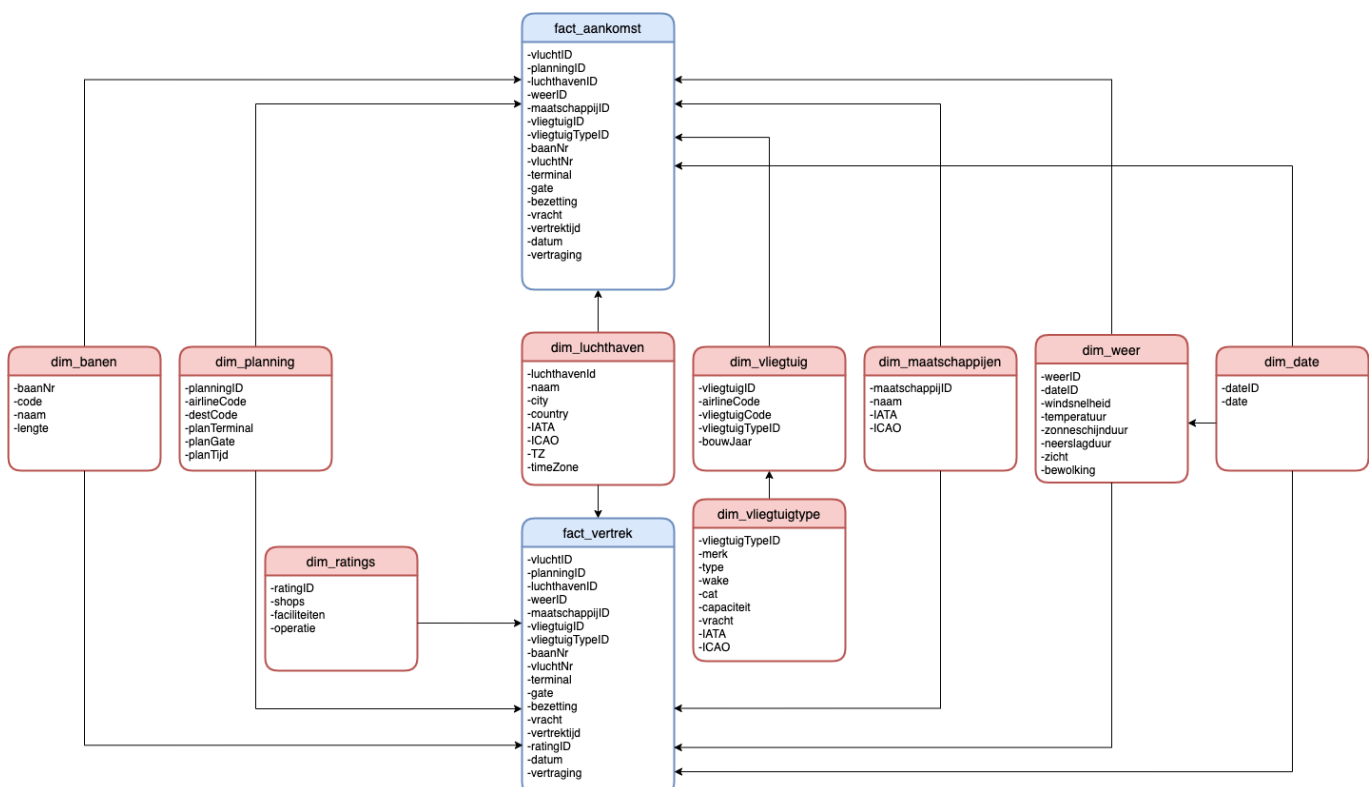 fact_aankomst
-vluchtID
-planningID
-luchthavenID
-weerID
-maatschappijID
-vliegtuigID
-vliegtuigTypeID
-baanNr
-vluchtNr
-terminal
-gate
-bezetting
-vracht
-vertrektijd
-datum
-vertraging
dim_banen
-baanNr
-code
-naam
-lengte
dim_planning
-planningID
-airlineCode
-destCode
-planTerminal
-planGate
-planTijd
dim_luchthaven
-luchthavenId
-naam
-city
-country
-IATA
-ICAO
-TZ
-timeZone
dim_vliegtuig
-vliegtuigID
-airlineCode
-vliegtuigCode
-vliegtuigTypeID
-bouwJaar
dim_maatschappijen
-maatschappijID
-naam
-IATA
-ICAO
dim_weer
-weerID
-dateID
-windsnelheid
-temperatuur
-zonneschijnduur
-neerslagduur
-zicht
-bewolking
dim_date
-dateID
-date
dim_ratings
-ratingID
-shops
-faciliteiten
-operatie
fact_vertrek
-vluchtID
-planningID
-luchthavenID
-weerID
-maatschappijID
-vliegtuigID
-vliegtuigTypeID
-baanNr
-vluchtNr
-terminal
-gate
-bezetting
-vracht
-vertrektijd
-ratingID
-datum
-vertraging
dim_vliegtuigtype
-vliegtuigTypeID
-merk
-type
-wake
-cat
-capaciteit
-vracht
-IATA
-ICAO